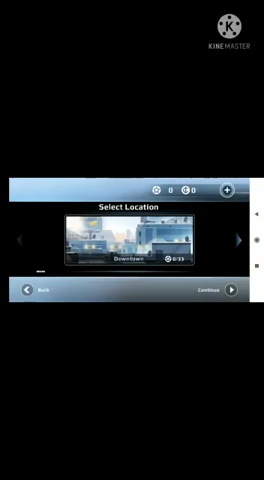 K
KINEMASTER
0 0
Select Location
Downtown 0/33
Back Continue